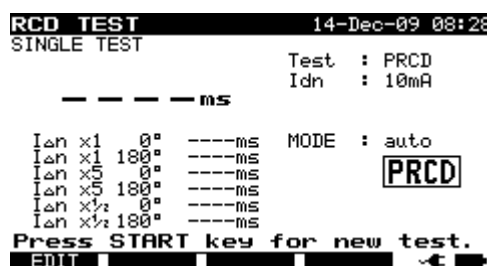 RCD TEST 14-Dec-09 08:28
SINGLE TEST
Test : PRCD
Idn : 10mA
----ms
IΔn x1 0° ----ms MODE : auto
IΔn x1 180° ----ms
IΔn x5 0° ----ms PRCD
IΔn x5 180° ----ms
IΔn x½ 0° ----ms
IΔn x½ 180° ----ms
Press START key for new test.
EDIT